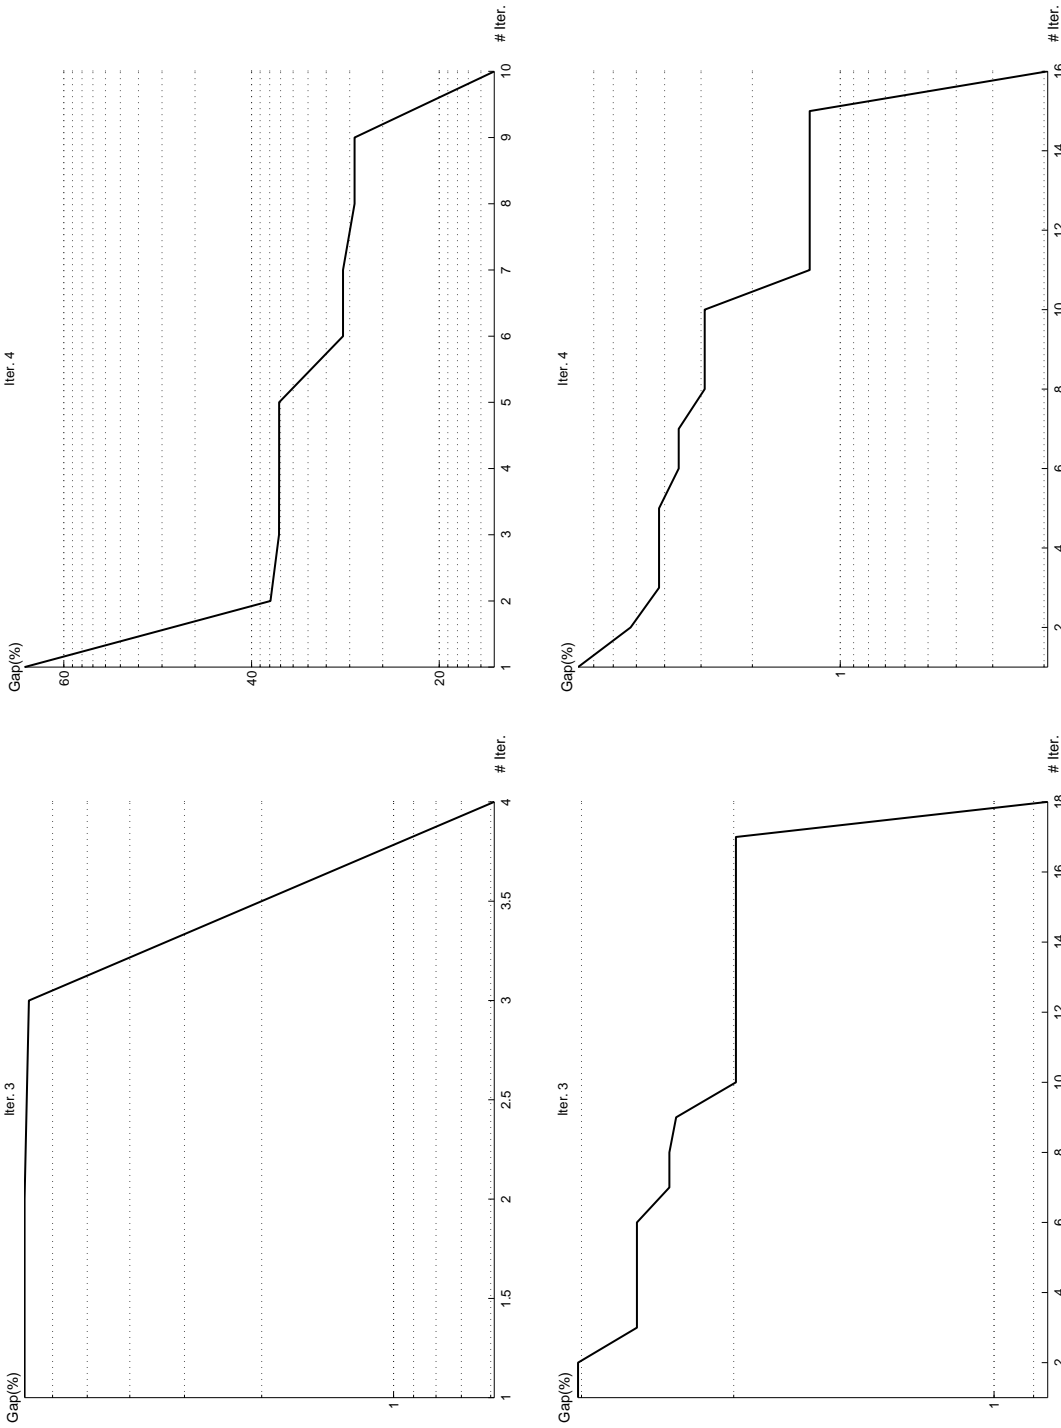 Iter. 4
Gap(%)
60
40
20
1 2 3 4 5 6 7 8 9 10
# Iter.
Iter. 4
Gap(%)
1
2 4 6 8 10 12 14 16
# Iter.
Iter. 3
Gap(%)
1
1 1.5 2 2.5 3 3.5 4
# Iter.
Iter. 3
Gap(%)
1
2 4 6 8 10 12 14 16 18
# Iter.